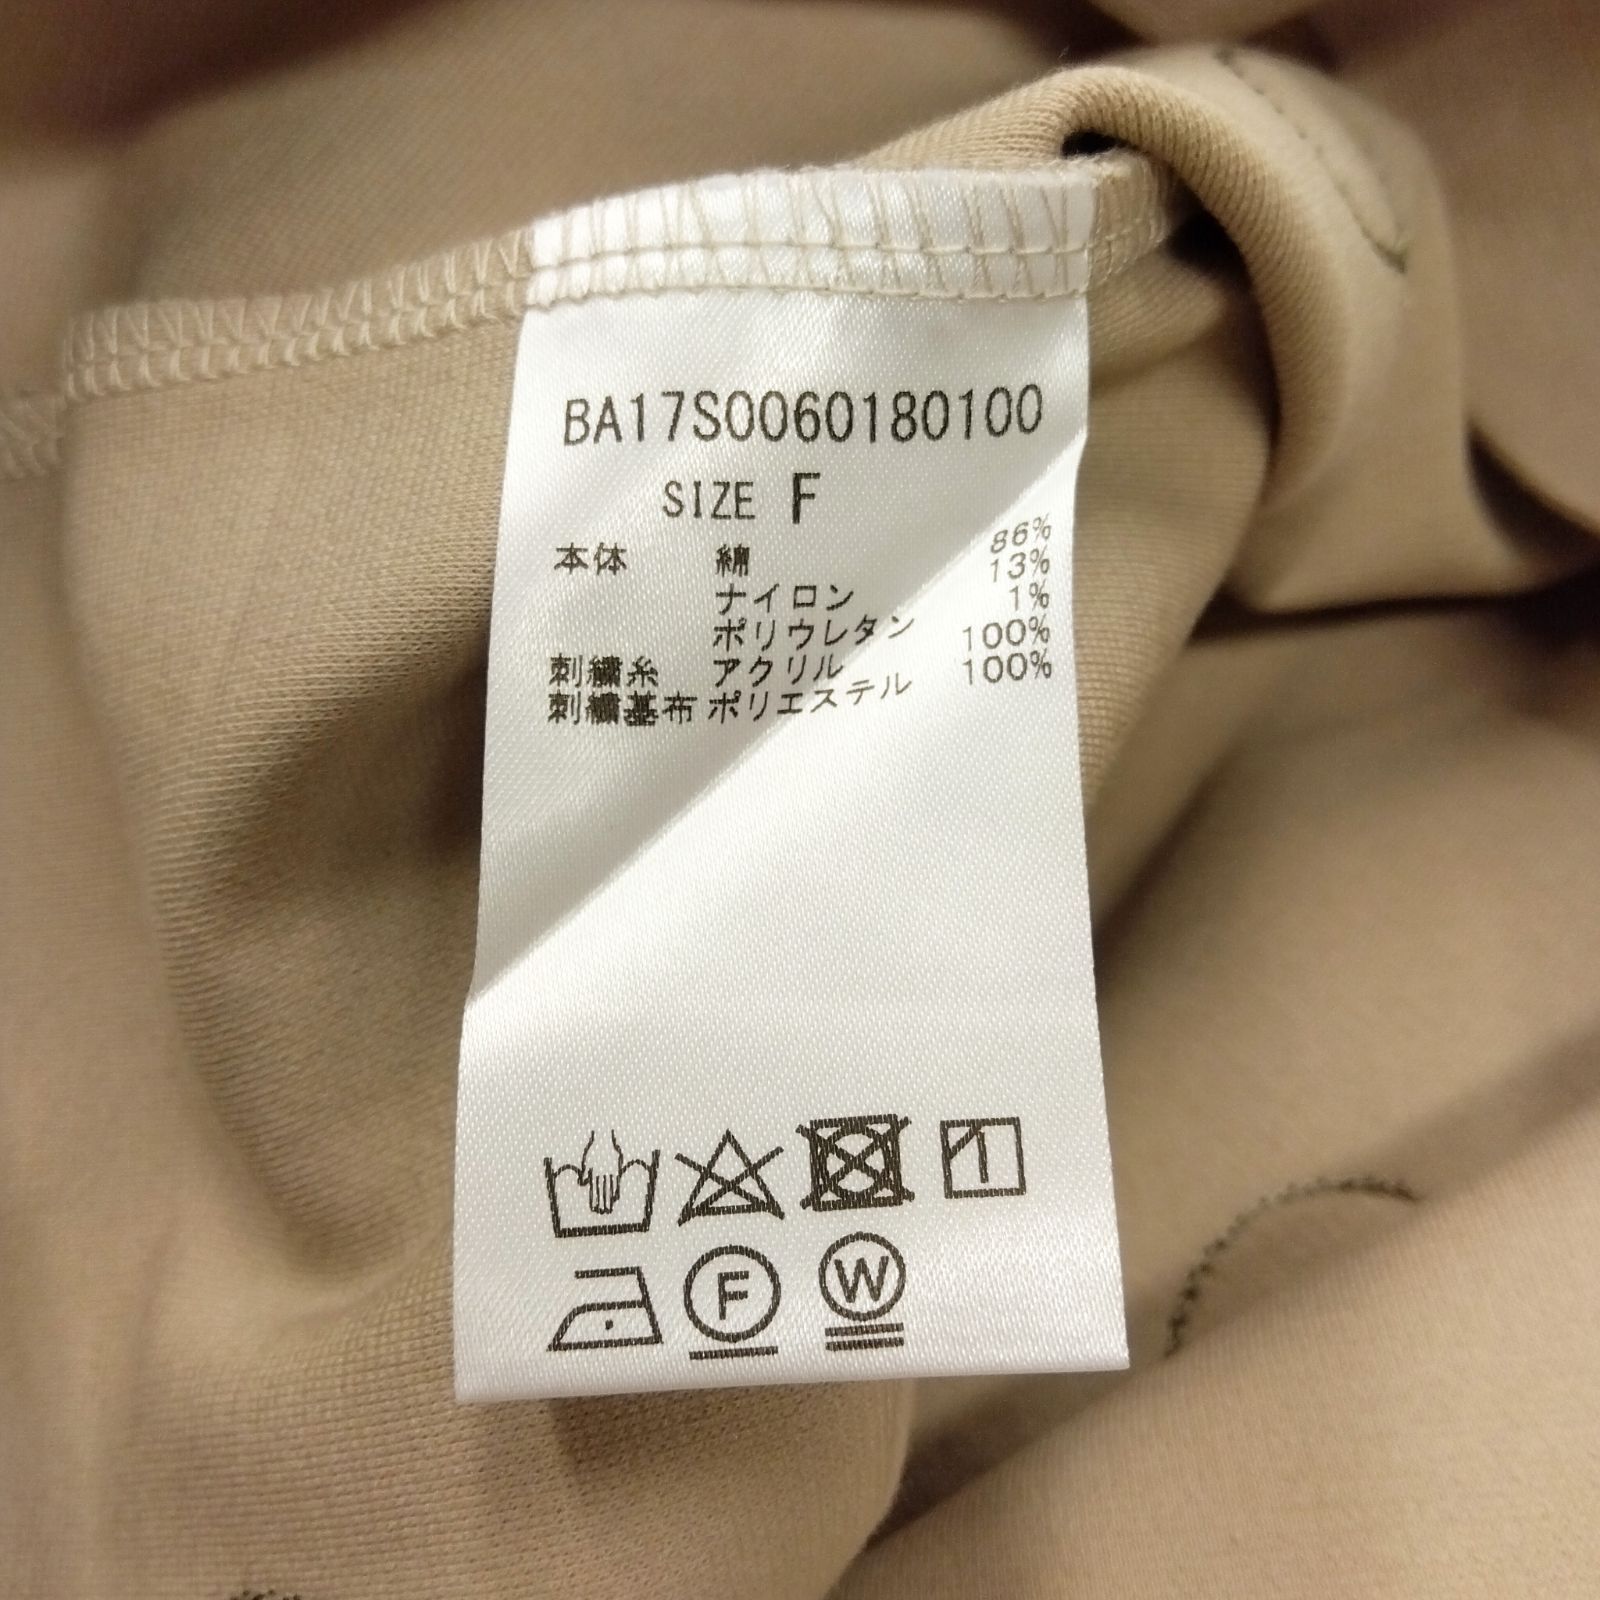 BA17S0060180100
SIZE F
本体 綿 86%
ナイロン 13%
ポリウレタン 1%
刺繍糸 アクリル 100%
刺繍基布 ポリエステル 100%
F
W